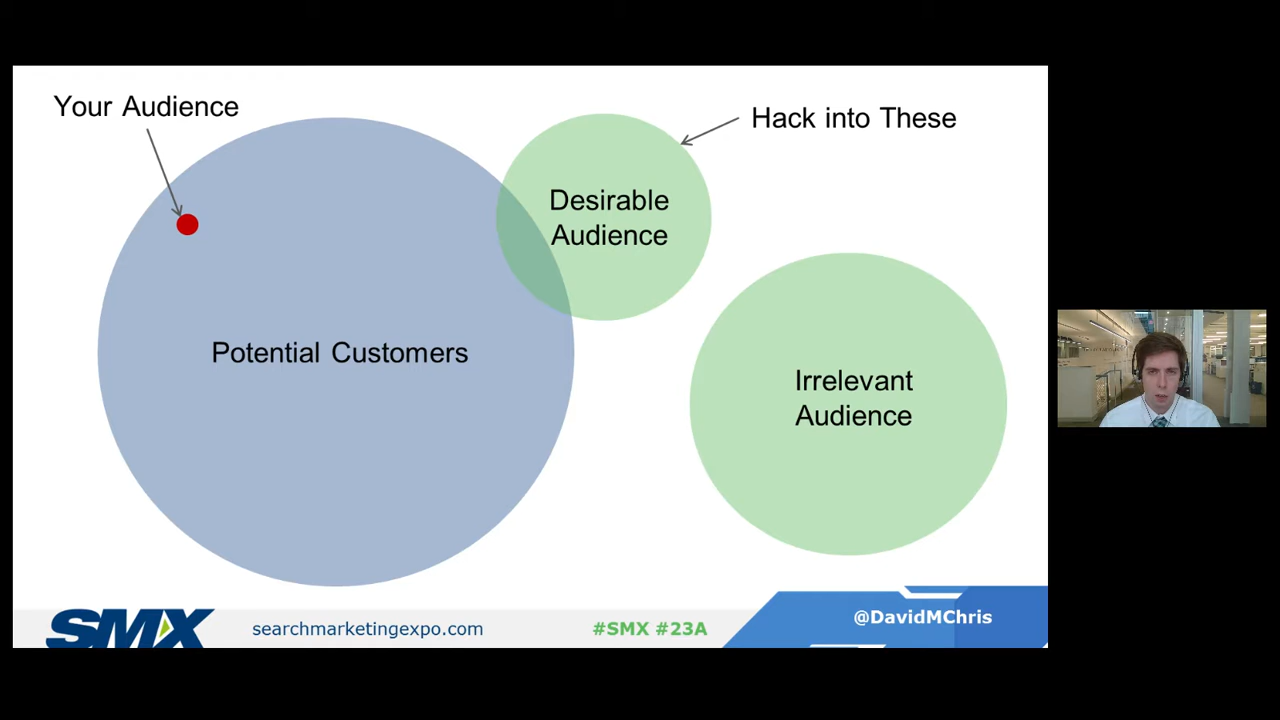 Your Audience
Hack into These
Desirable
Audience
Potential Customers
Irrelevant
Audience
SMX
searchmarketingexpo.com
#SMX #23A
@DavidMChris